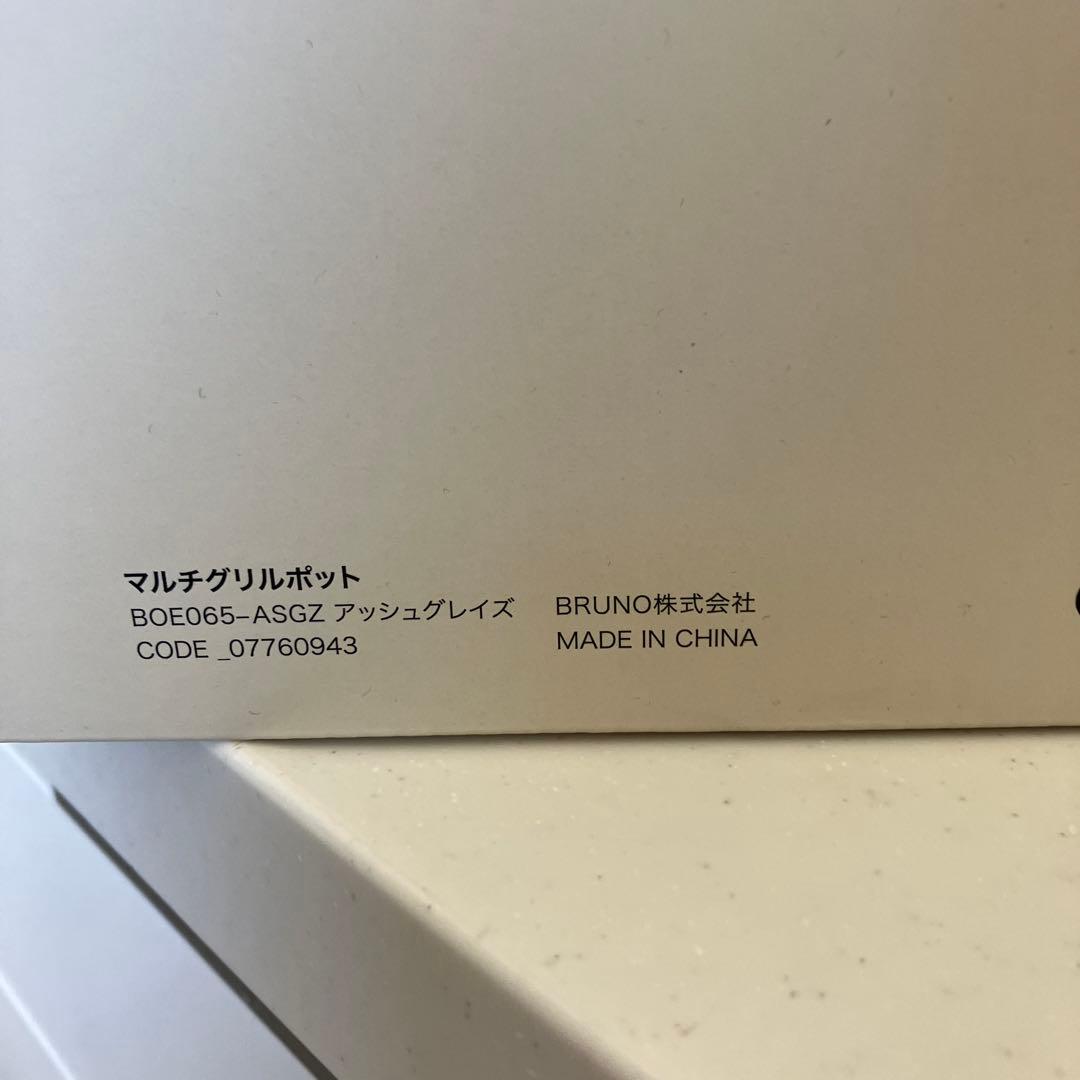 マルチグリルポット
BOE065-ASGZ アッシュグレイズ
CODE _07760943
BRUNO株式会社
MADE IN CHINA